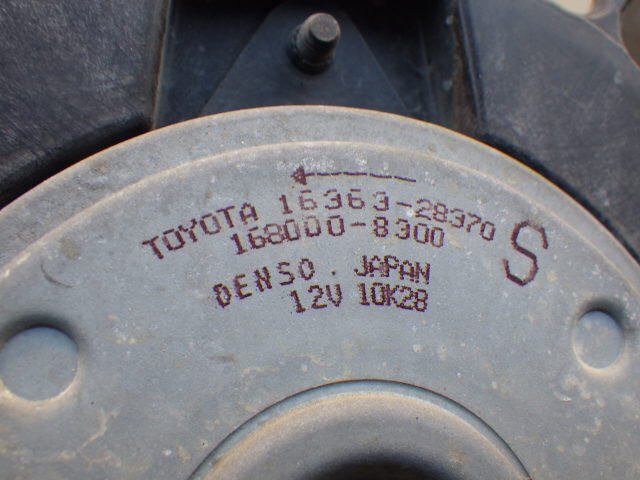 TOYOTA 16363-28370
168000-8300
S
DENSO . JAPAN
12V 10K28